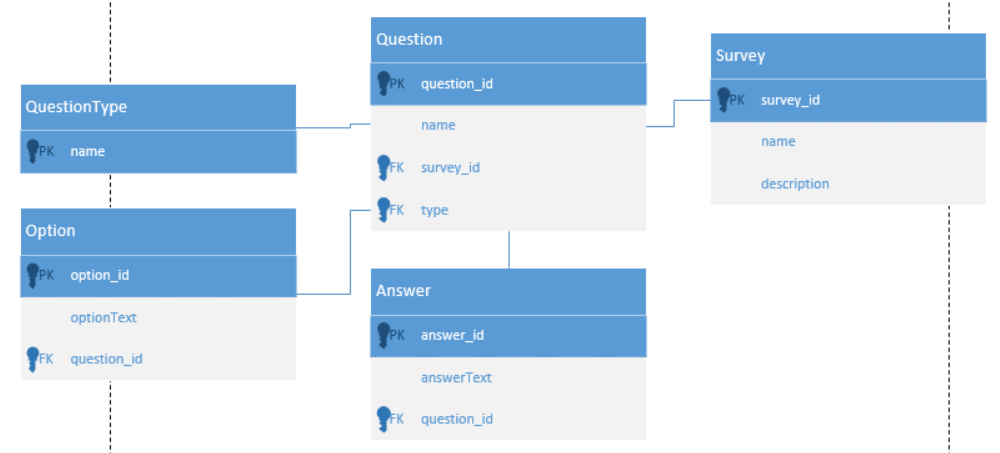 QuestionType
PK name
Option
PK option_id
optionText
FK question_id
Question
PK question_id
name
FK survey_id
FK type
Answer
PK answer_id
answerText
FK question_id
Survey
PK survey_id
name
description